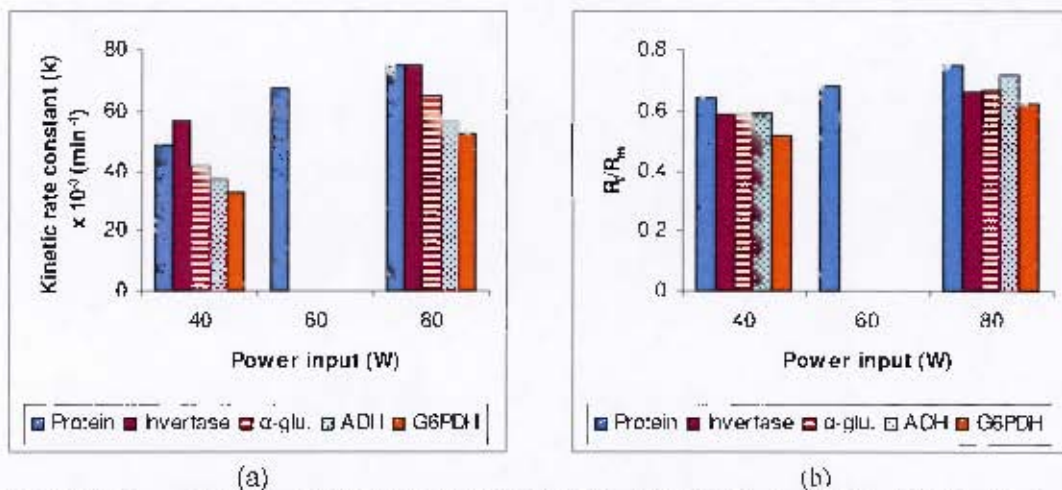 80
60
40
20
0
Kinetic rate constant (k)
x 10⁻³ (min⁻¹)
40 60 80
Power input (W)
Protein Invertase α-glu. ADH G6PDH
(a)
0.8
0.6
0.4
0.2
0
40 60 80
Power input (W)
Protein Invertase α-glu. ADH G6PDH
(b)